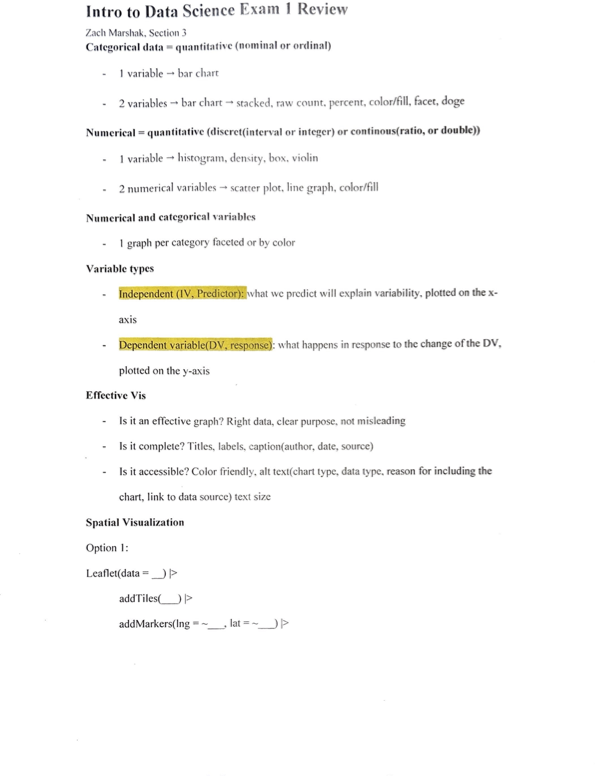 Intro to Data Science Exam 1 Review
Zach Marshak, Section 3
Categorical data = quantitative (nominal or ordinal)
- 1 variable → bar chart
- 2 variables → bar chart → stacked, raw count, percent, color/fill, facet, doge
Numerical = quantitative (discret(interval or integer) or continous(ratio, or double))
- 1 variable → histogram, density, box, violin
- 2 numerical variables → scatter plot, line graph, color/fill
Numerical and categorical variables
- 1 graph per category faceted or by color
Variable types
- Independent (IV, Predictor): what we predict will explain variability, plotted on the x-
axis
- Dependent variable(DV, response): what happens in response to the change of the DV,
plotted on the y-axis
Effective Vis
- Is it an effective graph? Right data, clear purpose, not misleading
- Is it complete? Titles, labels, caption(author, date, source)
- Is it accessible? Color friendly, alt text(chart type, data type, reason for including the
chart, link to data source) text size
Spatial Visualization
Option 1:
Leaflet(data = __) |>
addTiles(___) |>
addMarkers(lng = ~___, lat = ~___) |>